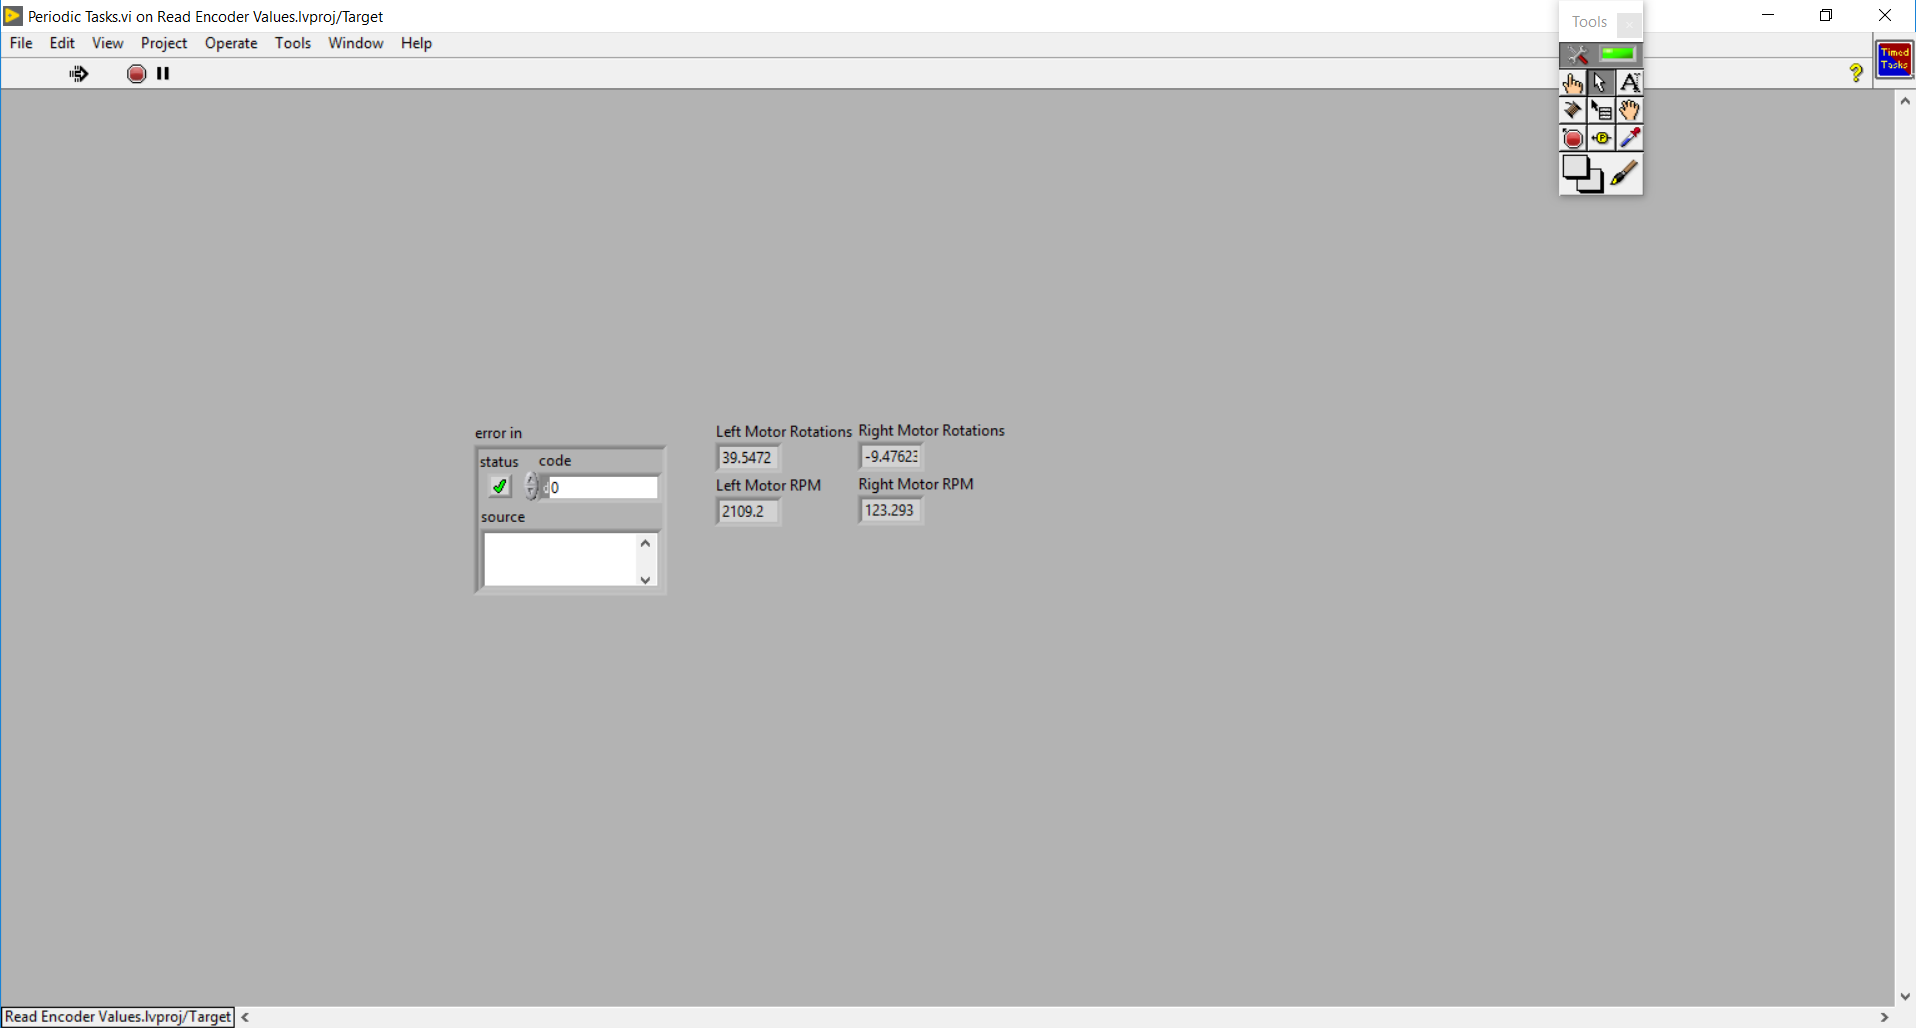 Periodic Tasks.vi on Read Encoder Values.lvproj/Target
File Edit View Project Operate Tools Window Help
Tools
Timed
Tasks
error in
status code
0
source
Left Motor Rotations Right Motor Rotations
39.5472 -9.47623
Left Motor RPM Right Motor RPM
2109.2 123.293
Read Encoder Values.lvproj/Target